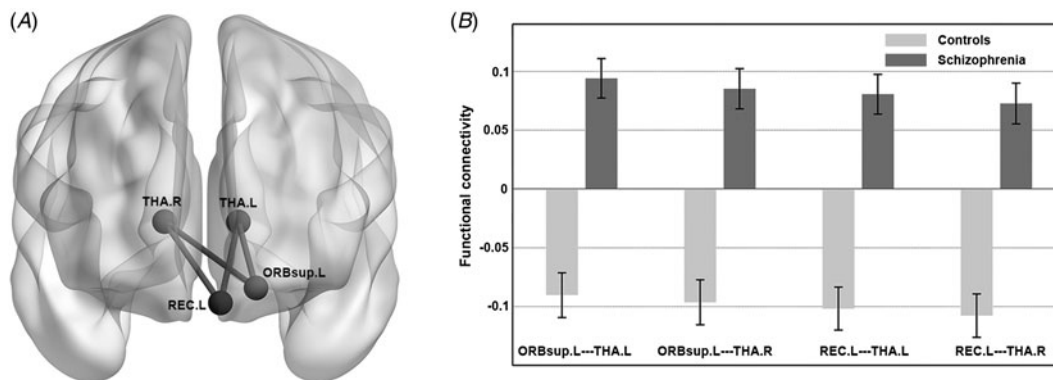 (A)
THA.R
THA.L
ORBsup.L
REC.L
(B)
Controls
Schizophrenia
Functional connectivity
0.1
0.05
0
-0.05
-0.1
ORBsup.L---THA.L
ORBsup.L---THA.R
REC.L---THA.L
REC.L---THA.R